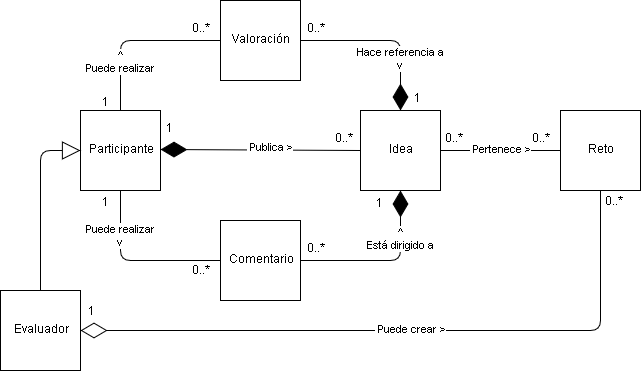 0..* Valoración 0..*
Puede realizar
^
Hace referencia a
v
1
1
1
Participante
Publica >
0..*
Idea
0..*
Pertenece >
0..*
Reto
1
Puede realizar
v
1
0..*
0..*
Comentario
0..*
^
Está dirigido a
Evaluador
1
Puede crear >